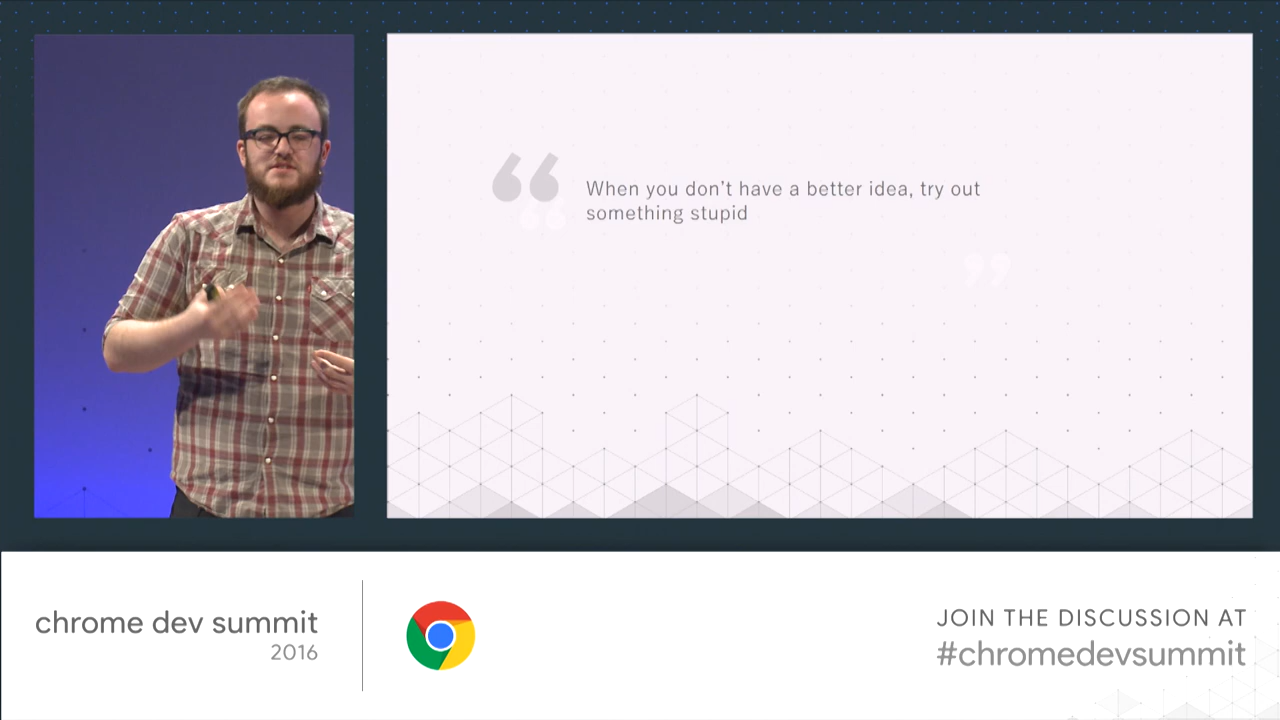 “
When you don't have a better idea, try out
something stupid
”
chrome dev summit
2016
JOIN THE DISCUSSION AT
#chromedevsummit